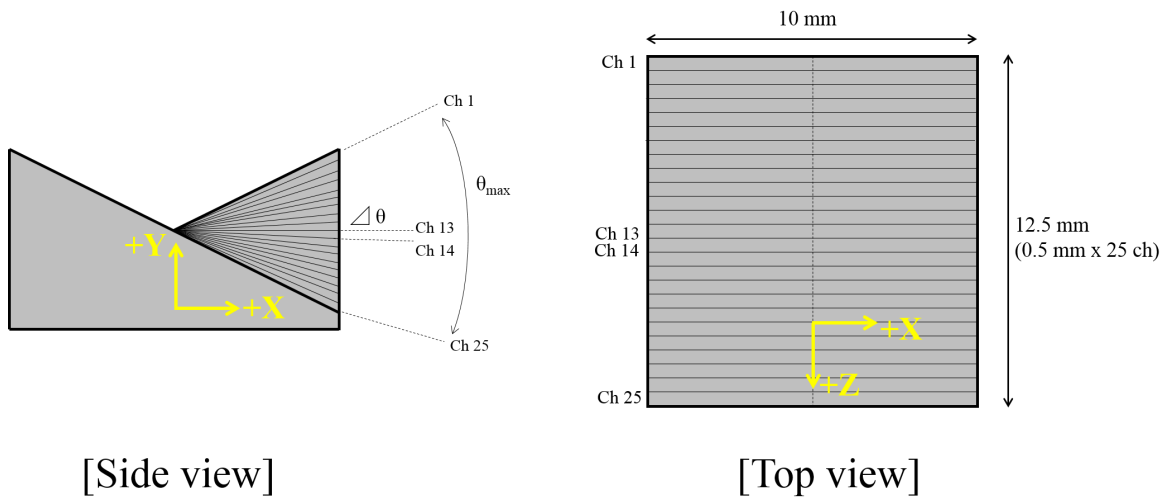 Ch 1
θmax
θ
Ch 13
Ch 14
+Y
+X
Ch 25
[Side view]
10 mm
Ch 1
Ch 13
Ch 14
12.5 mm
(0.5 mm x 25 ch)
+X
+Z
Ch 25
[Top view]